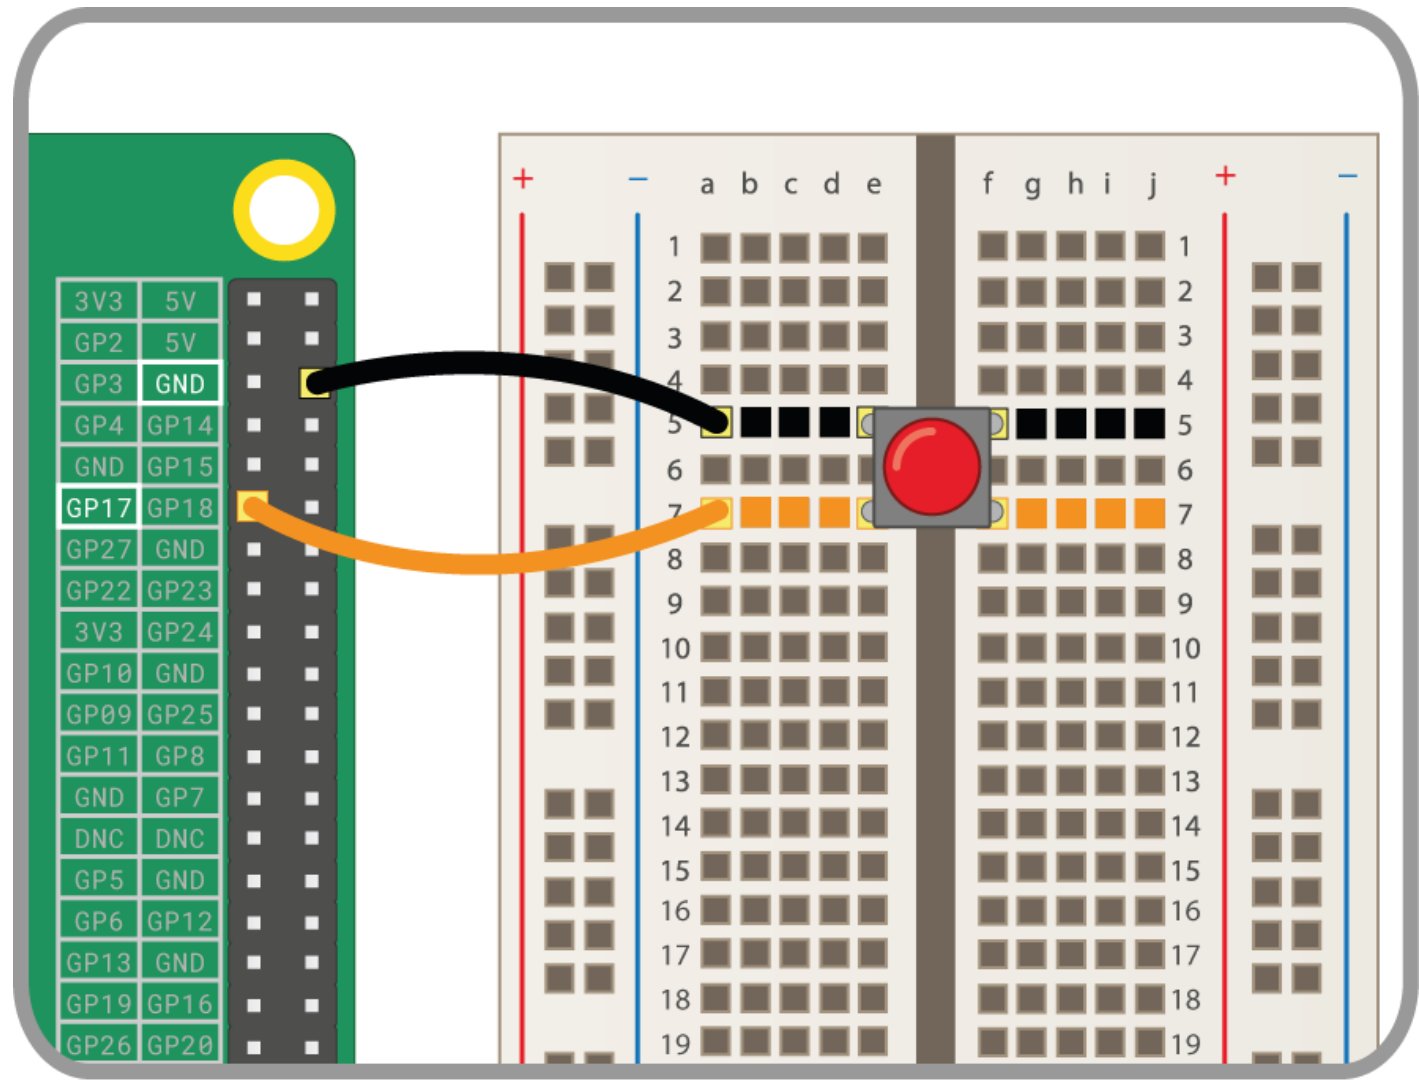 + − a b c d e f g h i j + −
1 1
3V3 5V 2 2
GP2 5V 3 3
GP3 GND 4 4
GP4 GP14 5 5
GND GP15 6 6
GP17 GP18 7 7
GP27 GND 8 8
GP22 GP23 9 9
3V3 GP24 10 10
GP10 GND 11 11
GP09 GP25 12 12
GP11 GP8 13 13
GND GP7 14 14
DNC DNC 15 15
GP5 GND 16 16
GP6 GP12 17 17
GP13 GND 18 18
GP19 GP16 19 19
GP26 GP20